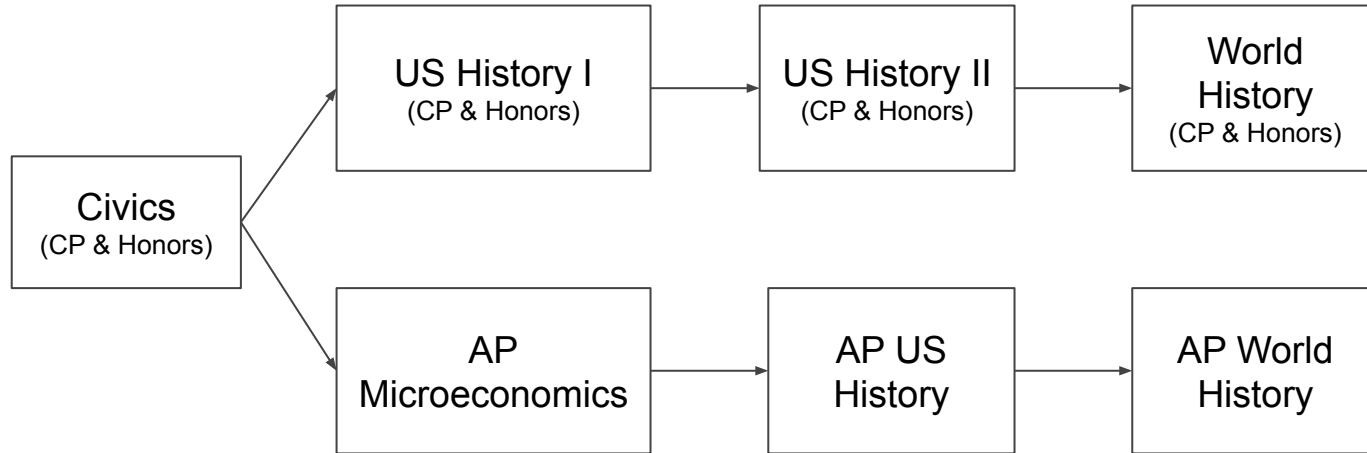 US History I
(CP & Honors)
US History II
(CP & Honors)
World
History
(CP & Honors)
Civics
(CP & Honors)
AP
Microeconomics
AP US
History
AP World
History